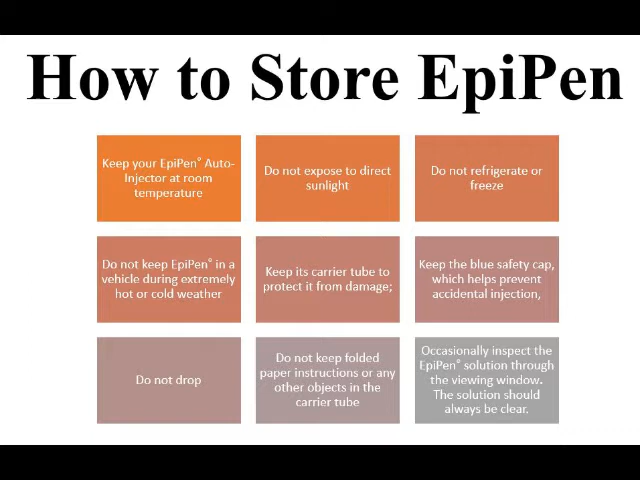 How to Store EpiPen
Keep your EpiPen® Auto-
Injector at room
temperature
Do not expose to direct
sunlight
Do not refrigerate or
freeze
Do not keep EpiPen® in a
vehicle during extremely
hot or cold weather
Keep its carrier tube to
protect it from damage;
Keep the blue safety cap,
which helps prevent
accidental injection,
Do not drop
Do not keep folded
paper instructions or any
other objects in the
carrier tube
Occasionally inspect the
EpiPen® solution through
the viewing window.
The solution should
always be clear.